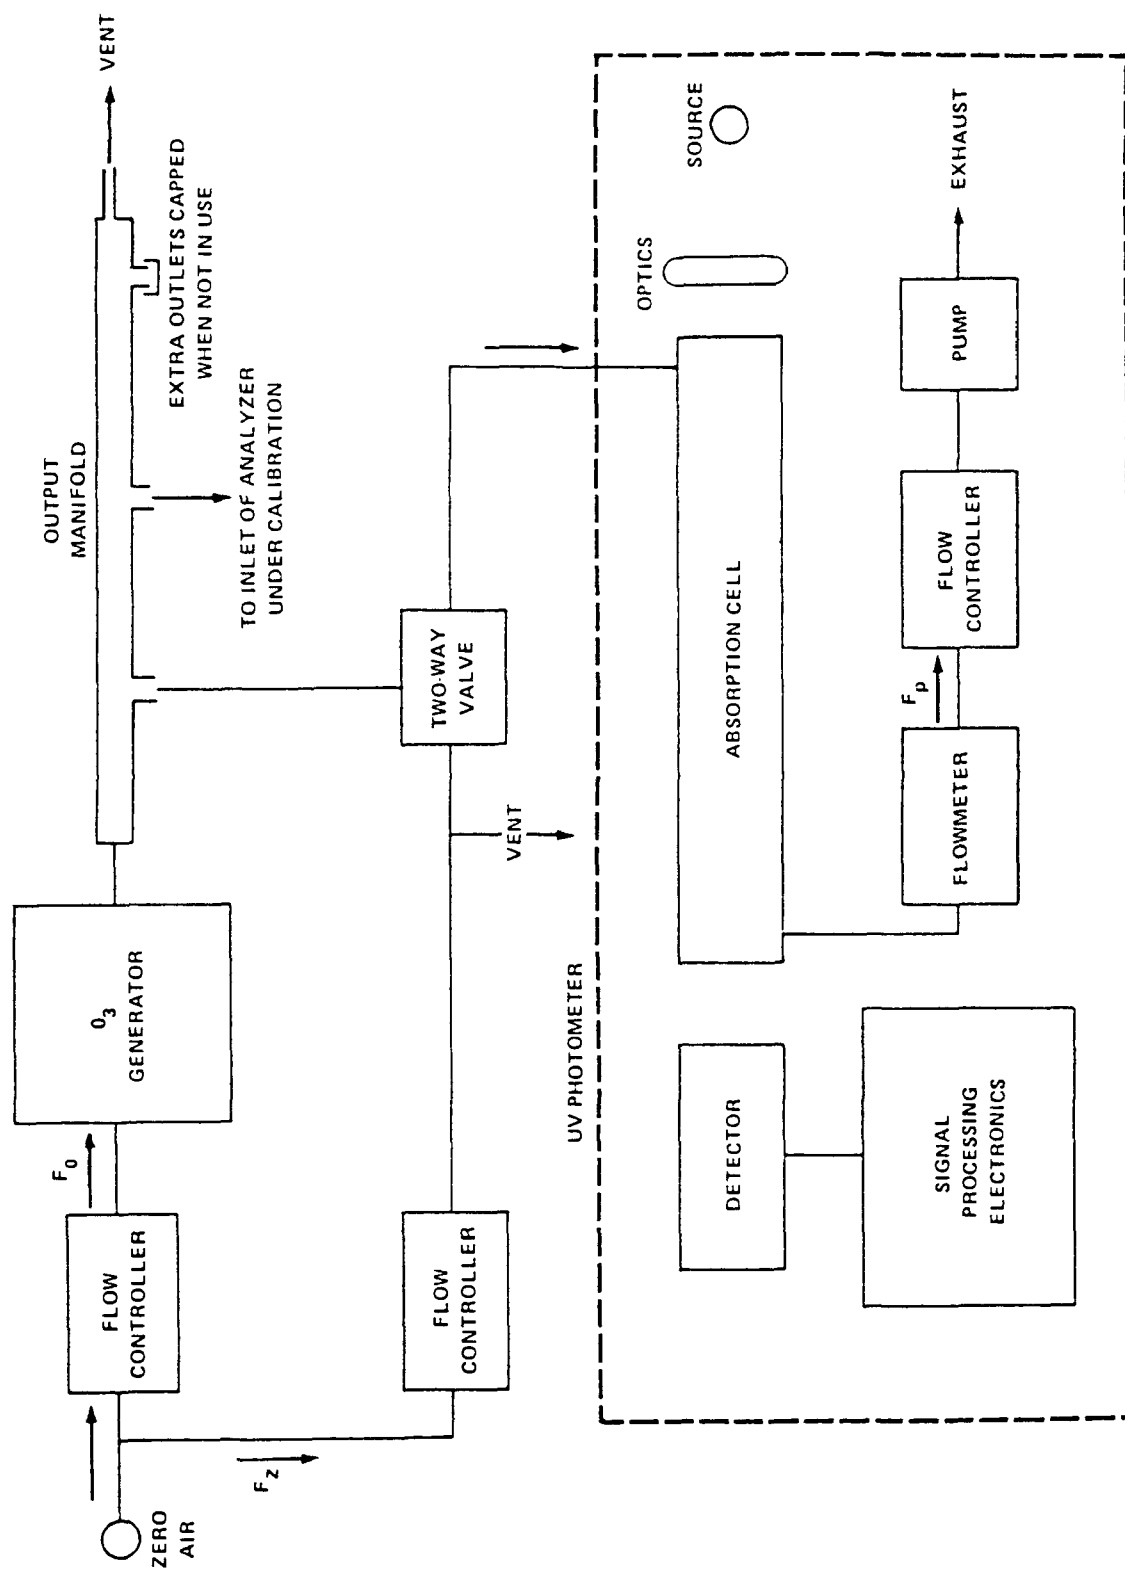 ZERO
AIR
FLOW
CONTROLLER
F0
O3
GENERATOR
OUTPUT
MANIFOLD
VENT
EXTRA OUTLETS CAPPED
WHEN NOT IN USE
TO INLET OF ANALYZER
UNDER CALIBRATION
FZ
FLOW
CONTROLLER
VENT
TWO-WAY
VALVE
UV PHOTOMETER
DETECTOR
SIGNAL
PROCESSING
ELECTRONICS
ABSORPTION CELL
OPTICS
SOURCE
FLOWMETER
Fp
FLOW
CONTROLLER
PUMP
EXHAUST